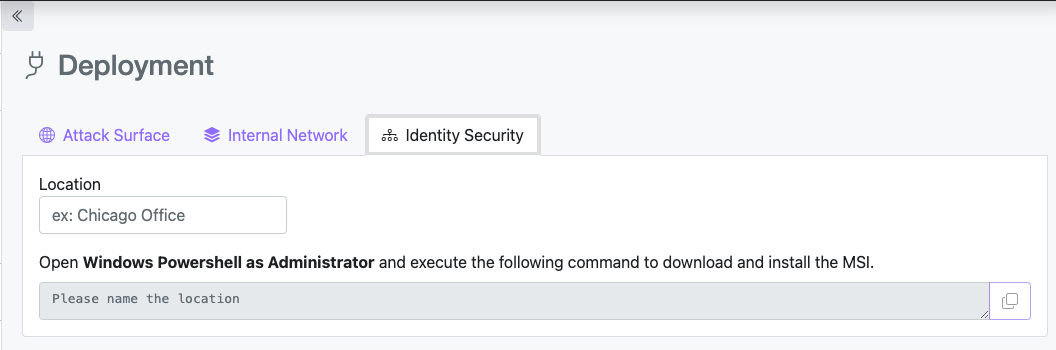 Deployment
Attack Surface
Internal Network
Identity Security
Location
ex: Chicago Office
Open Windows Powershell as Administrator and execute the following command to download and install the MSI.
Please name the location